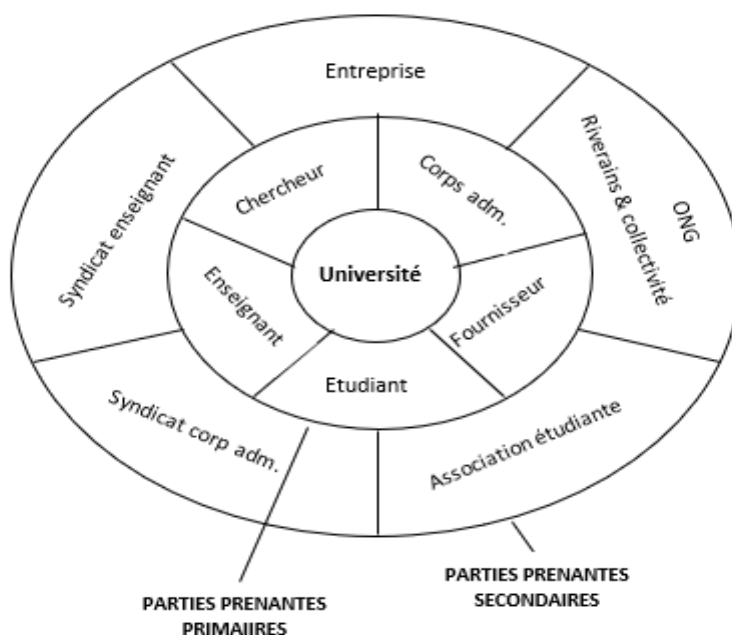 Entreprise
Syndicat enseignant
Chercheur
Corps adm.
Riverains & collectivité
ONG
Université
Enseignant
Fournisseur
Etudiant
Syndicat corp adm.
Association étudiante
PARTIES PRENANTES
PRIMAIIRES
PARTIES PRENANTES
SECONDAIRES